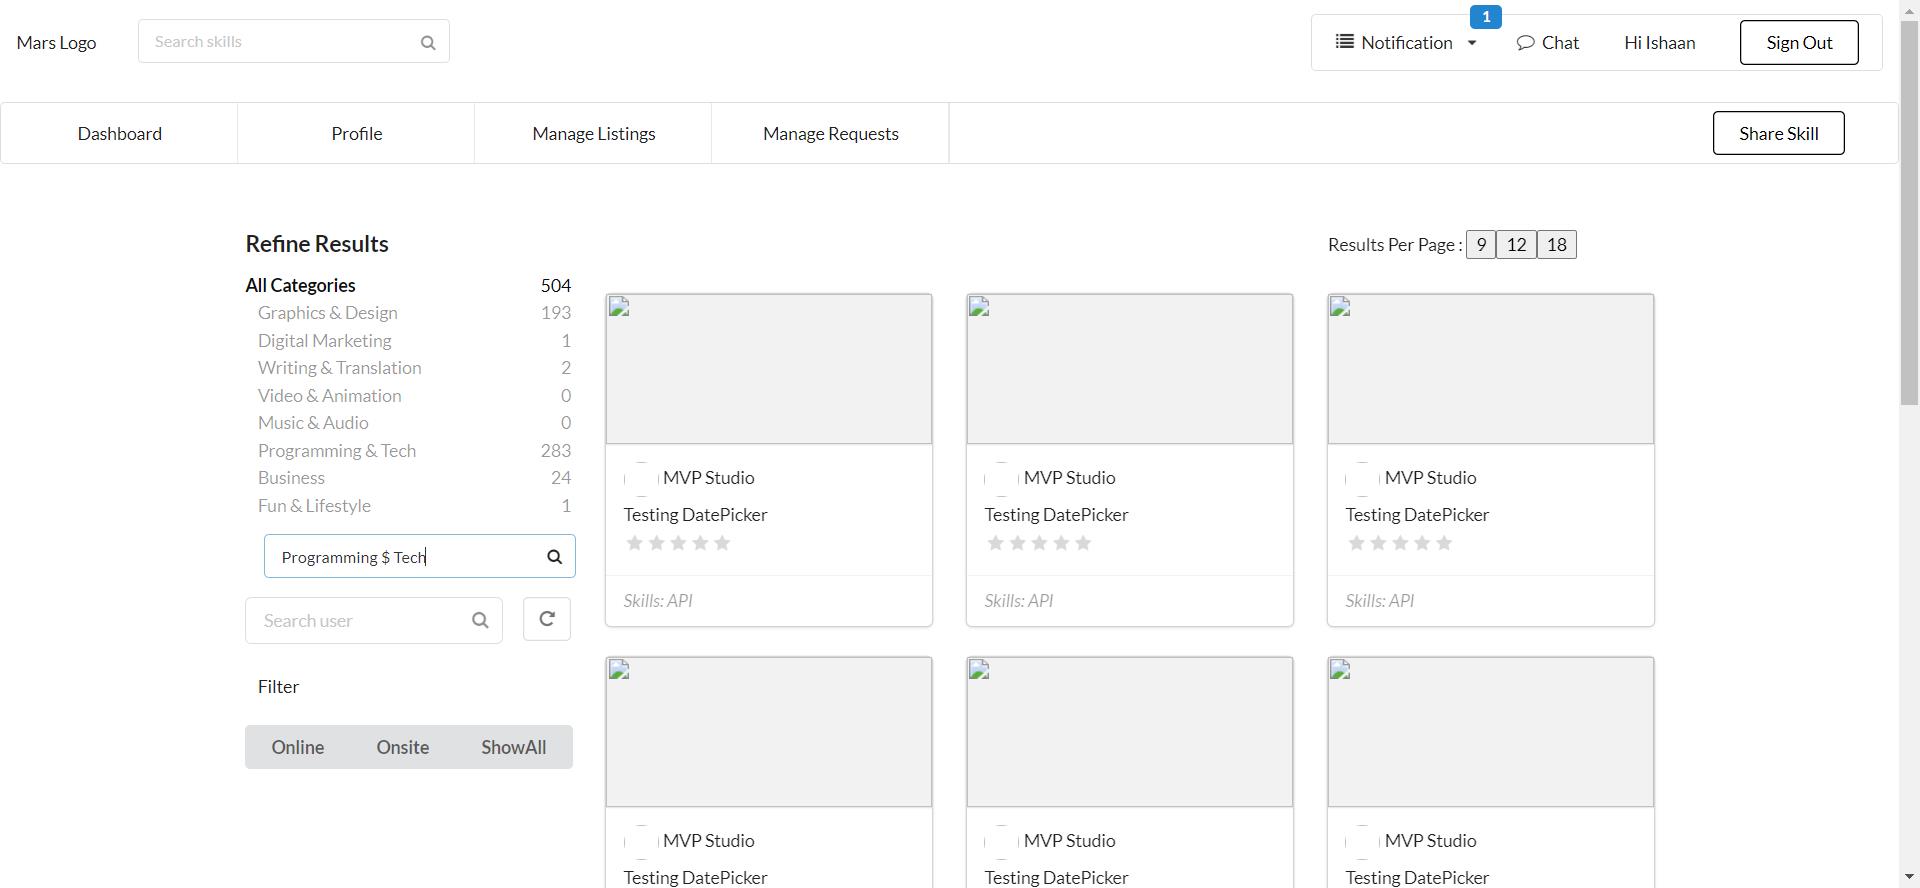 Mars Logo
Search skills
1
Notification
Chat
Hi Ishaan
Sign Out
Dashboard
Profile
Manage Listings
Manage Requests
Share Skill
Refine Results
Results Per Page : 9 12 18
All Categories 504
Graphics & Design 193
Digital Marketing 1
Writing & Translation 2
Video & Animation 0
Music & Audio 0
Programming & Tech 283
Business 24
Fun & Lifestyle 1
Programming $ Tech
Search user
Filter
Online Onsite ShowAll
MVP Studio
Testing DatePicker
Skills: API
MVP Studio
Testing DatePicker
Skills: API
MVP Studio
Testing DatePicker
Skills: API
MVP Studio
Testing DatePicker
MVP Studio
Testing DatePicker
MVP Studio
Testing DatePicker